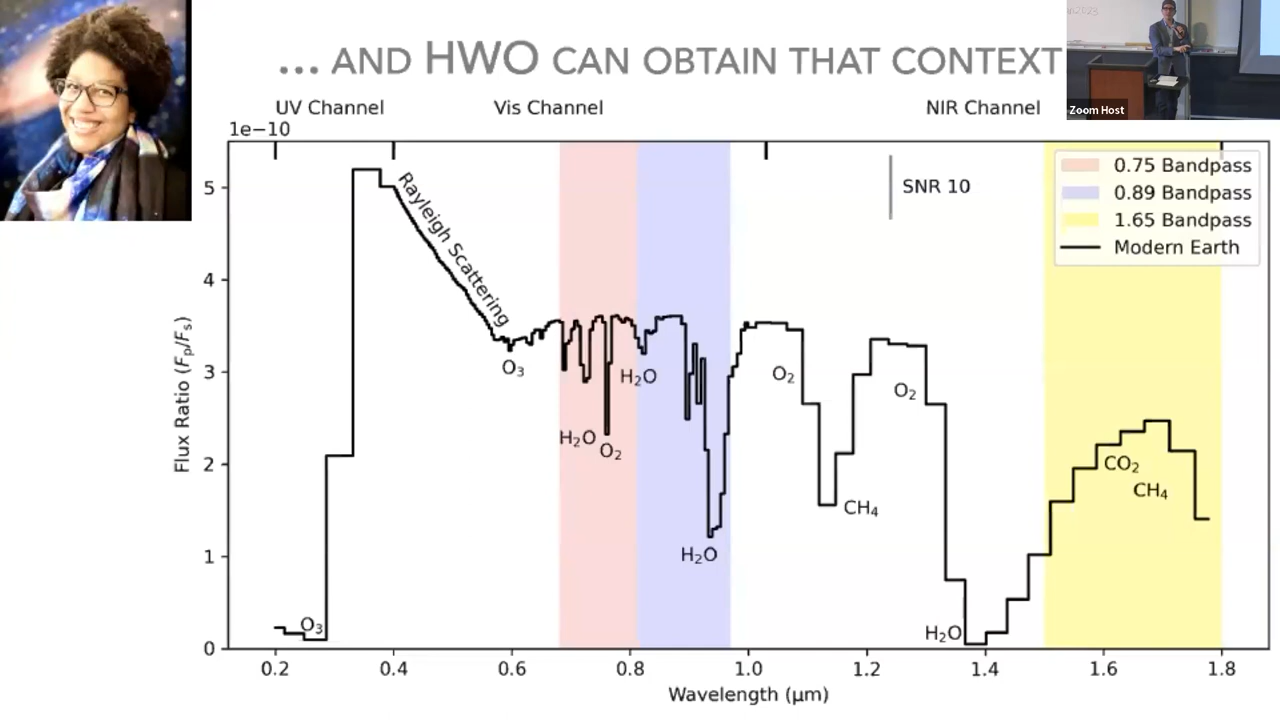 ... AND HWO CAN OBTAIN THAT CONTEXT
an2023
Zoom Host
UV Channel
Vis Channel
NIR Channel
1e−10
0.75 Bandpass
0.89 Bandpass
1.65 Bandpass
Modern Earth
SNR 10
Rayleigh Scattering
O₃
H₂O
O₂
H₂O
H₂O
O₂
CH₄
O₂
H₂O
CO₂
CH₄
O₃
5
4
3
2
1
0
Flux Ratio (Fₚ/Fₛ)
0.2
0.4
0.6
0.8
1.0
1.2
1.4
1.6
1.8
Wavelength (μm)